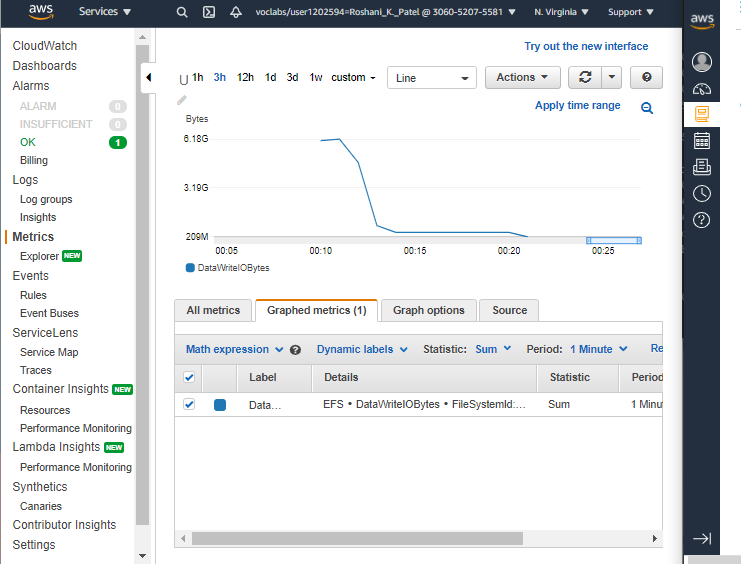 aws Services voclabs/user1202594=Roshani_K._Patel @ 3060-5207-5581 N. Virginia Support
aws
CloudWatch
Dashboards
Alarms
ALARM 0
INSUFFICIENT 0
OK 1
Billing
Logs
Log groups
Insights
Metrics
Explorer NEW
Events
Rules
Event Buses
ServiceLens
Service Map
Traces
Container Insights NEW
Resources
Performance Monitoring
Lambda Insights NEW
Performance Monitoring
Synthetics
Canaries
Contributor Insights
Settings
Try out the new interface
1h 3h 12h 1d 3d 1w custom Line Actions
Apply time range
Bytes
6.18G
3.19G
209M
00:05 00:10 00:15 00:20 00:25
DataWriteIOBytes
All metrics Graphed metrics (1) Graph options Source
Math expression Dynamic labels Statistic: Sum Period: 1 Minute Re
Label Details Statistic Period
Data... EFS • DataWriteIOBytes • FileSystemId:... Sum 1 Minu